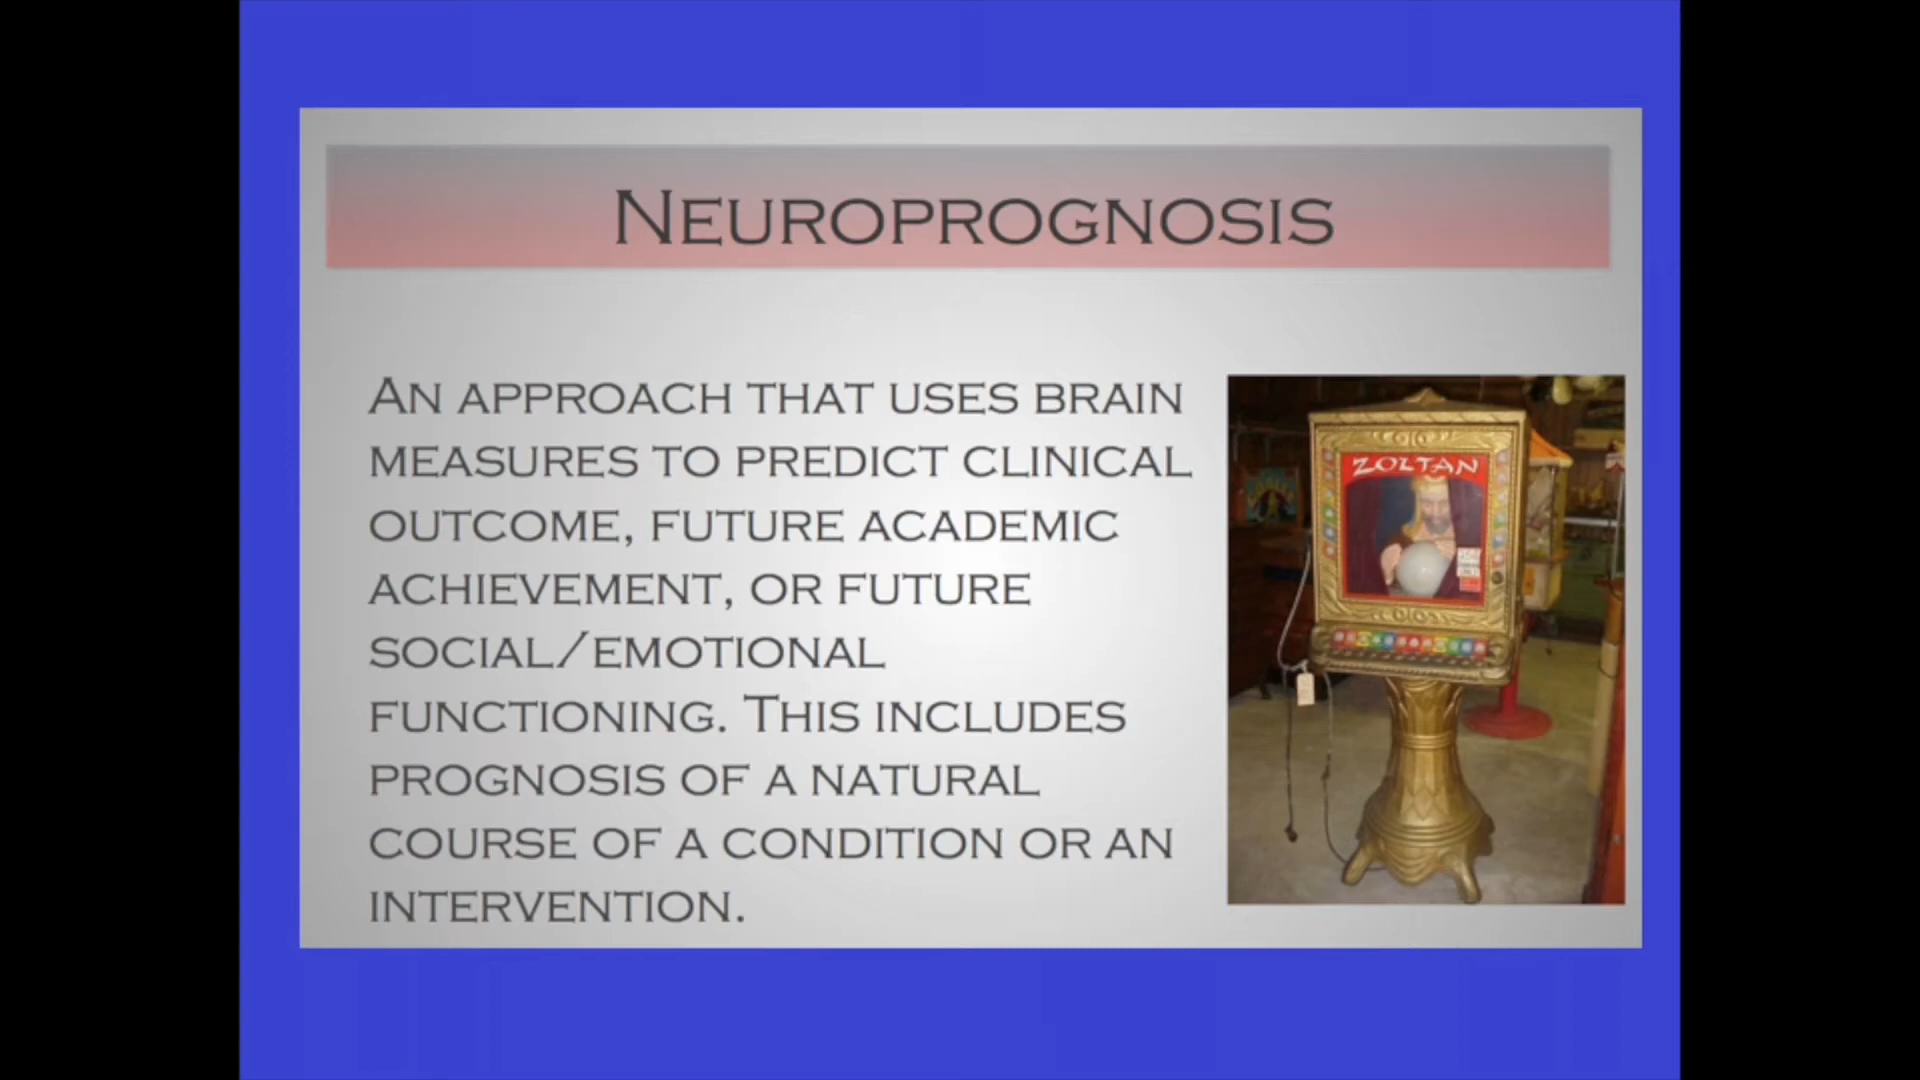 Neuroprognosis
An approach that uses brain
measures to predict clinical
outcome, future academic
achievement, or future
social/emotional
functioning. This includes
prognosis of a natural
course of a condition or an
intervention.
ZOLTAN